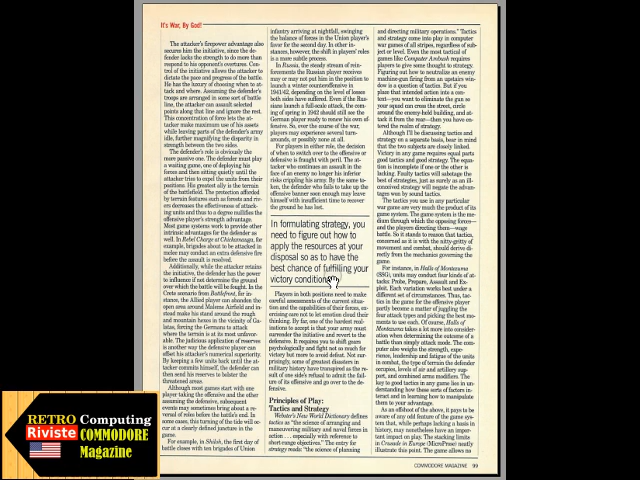 It's War, By God!
The attacker's firepower advantage also
secures him the initiative, since the de-
fender lacks the strength to do more than
respond to his opponent's overtures. Con-
trol of the initiative allows the attacker to
dictate the pace and progress of the battle.
He has the luxury of choosing when to at-
tack and where. Assuming the defender's
troops are arranged in some sort of battle
line, the attacker can assault selected
points along that line and ignore the rest.
This concentration of force lets the at-
tacker make maximum use of his assets
while leaving parts of the defender's army
idle, further magnifying the disparity in
strength between the two sides.
The defender's role is obviously the
more passive one. The defender must play
a waiting game, one of deploying his
forces and then sitting quietly until the
attacker tries to expel the units from their
positions. His greatest ally is the terrain
of the battlefield. The protection afforded
by terrain features such as forests and riv-
ers decreases the effectiveness of attack-
ing units and thus to a degree nullifies the
offensive player's strength advantage.
Most game systems work to provide other
intrinsic advantages to the defender as
well. In Rebel Charge at Chickamauga, for
example, brigades about to be attacked in
melee may conduct an extra defensive fire
before the assault is resolved.
Additionally, while the attacker retains
the initiative, the defender has the power
to influence if not determine the ground
over which the battle will be fought. In the
Crete scenario from Battlefront, for in-
stance, the Allied player can abandon the
open area around Maleme Airfield and in-
stead make his stand around the rough
and mountain hexes in the vicinity of Ga-
latas, forcing the Germans to attack
where the terrain is at its most unfavor-
able. The judicious application of reserves
is another way the defensive player can
offset his attacker's numerical superiority.
By keeping a few units back until the at-
tacker commits himself, the defender can
then send his reserves to bolster the
threatened areas.
Although most games start with one
player taking the offensive and the other
assuming the defensive, subsequent
events may sometimes bring about a re-
versal of roles before the battle's end. In
some cases, this turning of the tide will oc-
cur at a clearly defined juncture in the
game.
For example, in Shiloh, the first day of
battle closes with ten brigades of Union
infantry arriving at nightfall, swinging
the balance of forces in the Union player's
favor for the second day. In other in-
stances, however, the shift in players' roles
is a more subtle process.
In Russia, the steady stream of rein-
forcements the Russian player receives
may or may not put him in the position to
launch a winter counteroffensive in
1941/42, depending on the level of losses
both sides have suffered. Even if the Rus-
sians launch a full-scale attack, the com-
ing of spring in 1942 should still see the
German player ready to renew his own of-
fensive. So, over the course of the war,
players may experience several turn-
arounds, or possibly none at all.
For players in either role, the decision
of when to switch over to the offensive or
defensive is fraught with peril. The at-
tacker who continues an assault in the
face of an enemy no longer his inferior
risks crippling his army. By the same to-
ken, the defender who fails to take up the
offensive banner soon enough may leave
himself with insufficient time to recover
the ground he has lost.
In formulating strategy, you
need to figure out how to
apply the resources at your
disposal so as to have the
best chance of fulfilling your
victory conditions.
Players in both positions need to make
careful assessments of the current situa-
tion and the capabilities of their forces, ex-
ercising care not to let emotion cloud their
thinking. By far, one of the hardest real-
izations to accept is that your army must
surrender the initiative and revert to the
defensive. It requires you to shift gears
psychologically and fight not so much for
victory but more to avoid defeat. Not sur-
prisingly, some of greatest disasters in
military history have transpired as the re-
sult of one side's refusal to admit the fail-
ure of its offensive and go over to the de-
fensive.
Principles of Play:
Tactics and Strategy
Webster's New World Dictionary defines
tactics as "the science of arranging and
maneuvering military and naval forces in
action . . . especially with reference to
short-range objectives." The entry for
strategy reads "the science of planning
and directing military operations." Tactics
and strategy come into play in computer
war games of all stripes, regardless of sub-
ject or level. Even the most tactical of
games like Computer Ambush requires
players to give some thought to strategy.
Figuring out how to neutralize an enemy
machine-gun firing from an upstairs win-
dow is a question of tactics. But if you
place that intended action into a con-
text—you want to eliminate the gun so
your squad can cross the street, circle
around the enemy-held building, and at-
tack it from the rear—then you have en-
tered the realm of strategy.
Although I'll be discussing tactics and
strategy on a separate basis, bear in mind
that the two subjects are closely linked.
Victory in any game requires equal parts
good tactics and good strategy. The equa-
tion is incomplete if one or the other is
lacking. Faulty tactics will sabotage the
best of strategies, just as surely as an ill-
conceived strategy will negate the advan-
tages won by sound tactics.
The tactics you use in any particular
war game are very much the product of its
game system. The game system is the me-
dium through which the opposing forces—
and the players directing them—wage
battle. So it stands to reason that tactics,
concerned as it is with the nitty-gritty of
movement and combat, should derive di-
rectly from the mechanics governing the
game.
For instance, in Halls of Montezuma
(SSG), units may conduct four kinds of at-
tacks: Probe, Prepare, Assault and Ex-
ploit. Each variation works best under a
different set of circumstances. Thus, tac-
tics in the game for the offensive player
partly become a matter of juggling the
four attack types and picking the best mo-
ments to use each. Of course, Halls of
Montezuma takes a lot more into consider-
ation when determining the outcome of a
battle than simply attack mode. The com-
puter also weighs the strength, expe-
rience, leadership and fatigue of the units
in combat, the type of terrain the defender
occupies, levels of air and artillery sup-
port, and combined arms modifiers. The
key to good tactics in any game lies in un-
derstanding how these sorts of factors in-
teract and in learning how to manipulate
them to your advantage.
As an offshoot of the above, it pays to be
aware of any odd feature of the game sys-
tem that, while perhaps lacking a basis in
history, may nonetheless have an impor-
tant impact on play. The stacking limits
in Crusade in Europe (MicroProse) neatly
illustrate this point. The game allows no
COMMODORE MAGAZINE 99
RETRO Computing
Riviste COMMODORE
Magazine